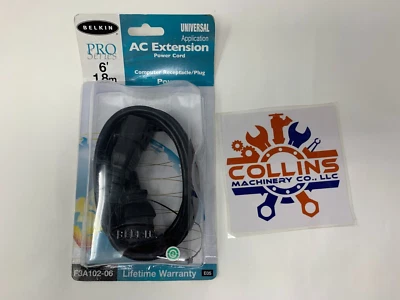 BELKIN
PRO
SERIES
6'
1.8m
UNIVERSAL
Application
AC Extension
Power Cord
Computer Receptacle/Plug
BELKIN
F3A102-06
Lifetime Warranty
COLLINS
MACHINERY CO., LLC